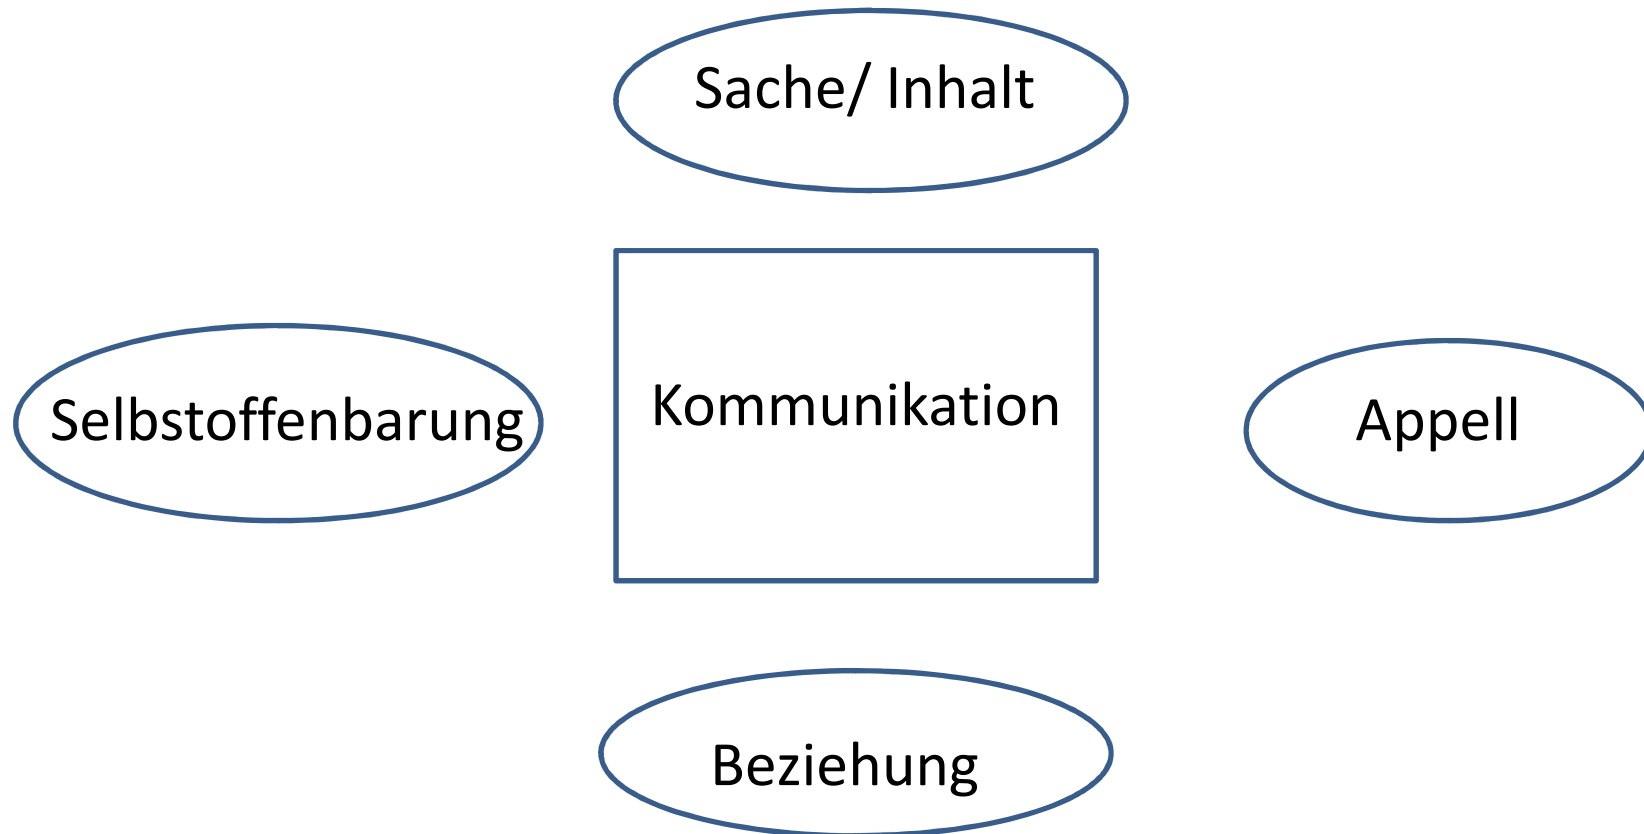 Sache/ Inhalt
Selbstoffenbarung
Kommunikation
Appell
Beziehung